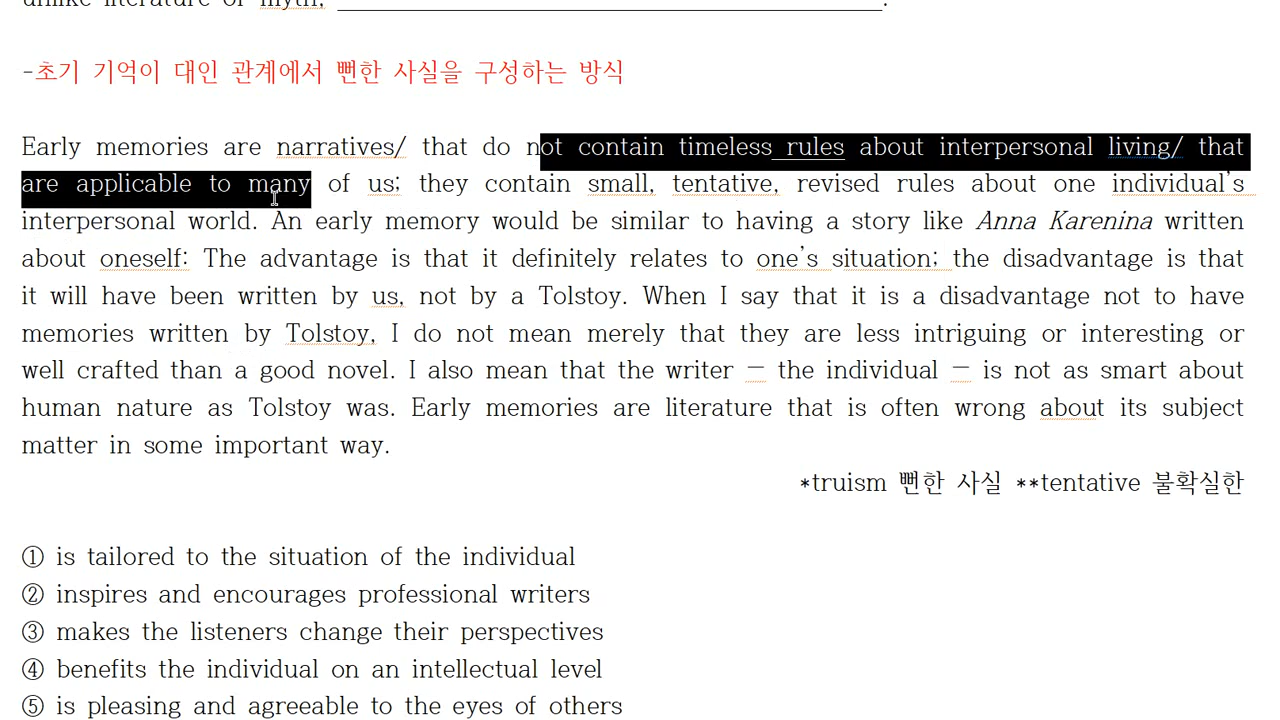 unlike literature or myth, ______________________________.
-초기 기억이 대인 관계에서 뻔한 사실을 구성하는 방식
Early memories are narratives/ that do not contain timeless rules about interpersonal living/ that
are applicable to many of us; they contain small, tentative, revised rules about one individual's
interpersonal world. An early memory would be similar to having a story like Anna Karenina written
about oneself: The advantage is that it definitely relates to one's situation; the disadvantage is that
it will have been written by us, not by a Tolstoy. When I say that it is a disadvantage not to have
memories written by Tolstoy, I do not mean merely that they are less intriguing or interesting or
well crafted than a good novel. I also mean that the writer — the individual — is not as smart about
human nature as Tolstoy was. Early memories are literature that is often wrong about its subject
matter in some important way.
*truism 뻔한 사실 **tentative 불확실한
① is tailored to the situation of the individual
② inspires and encourages professional writers
③ makes the listeners change their perspectives
④ benefits the individual on an intellectual level
⑤ is pleasing and agreeable to the eyes of others